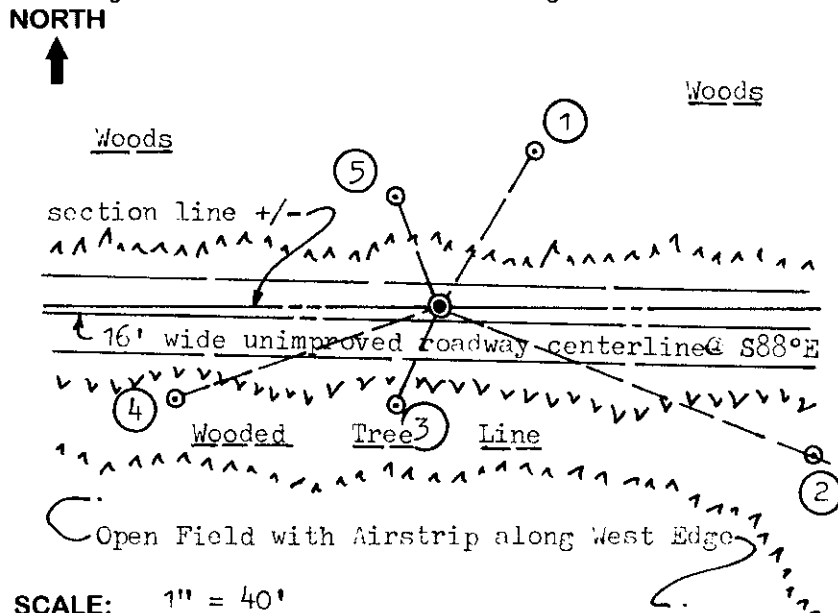 NORTH
Woods
Woods
1
5
section line +/-
16' wide unimproved roadway centerline@ S88°E
4
Wooded Tree 3 Line
2
Open Field with Airstrip along West Edge
SCALE: 1" = 40'